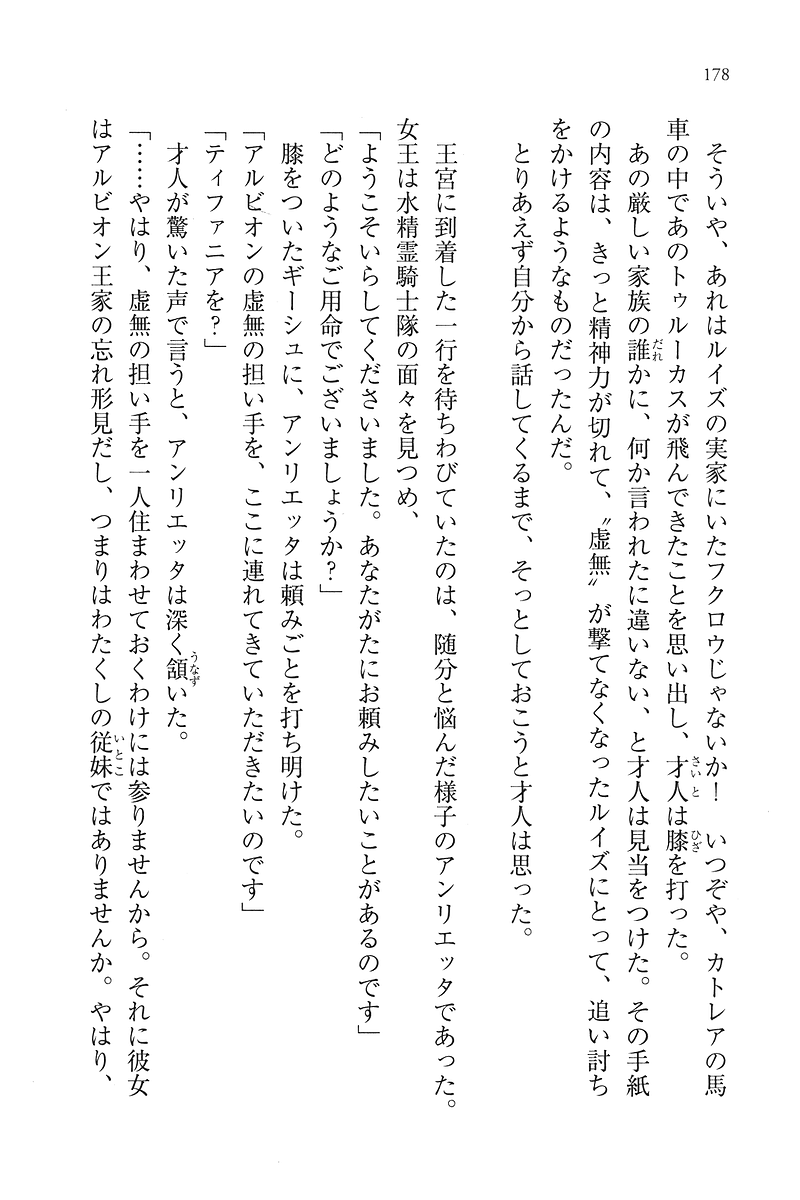 178
そういや、あれはルイズの実家にいたフクロウじゃないか！　いつぞや、カトレアの馬
車の中であのトゥルーカスが飛んできたことを思い出し、才人は膝を打った。
あの厳しい家族の誰かに、何か言われたに違いない、と才人は見当をつけた。その手紙
の内容は、きっと精神力が切れて、〝虚無〟が撃てなくなったルイズにとって、追い討ち
をかけるようなものだったんだ。
とりあえず自分から話してくるまで、そっとしておこうと才人は思った。
王宮に到着した一行を待ちわびていたのは、随分と悩んだ様子のアンリエッタであった。
女王は水精霊騎士隊の面々を見つめ、
「ようこそいらしてくださいました。あなたがたにお頼みしたいことがあるのです」
「どのようなご用命でございましょうか？」
膝をついたギーシュに、アンリエッタは頼みごとを打ち明けた。
「アルビオンの虚無の担い手を、ここに連れてきていただきたいのです」
「ティファニアを？」
才人が驚いた声で言うと、アンリエッタは深く頷いた。
「……やはり、虚無の担い手を一人住まわせておくわけには参りませんから。それに彼女
はアルビオン王家の忘れ形見だし、つまりはわたくしの従妹ではありませんか。やはり、